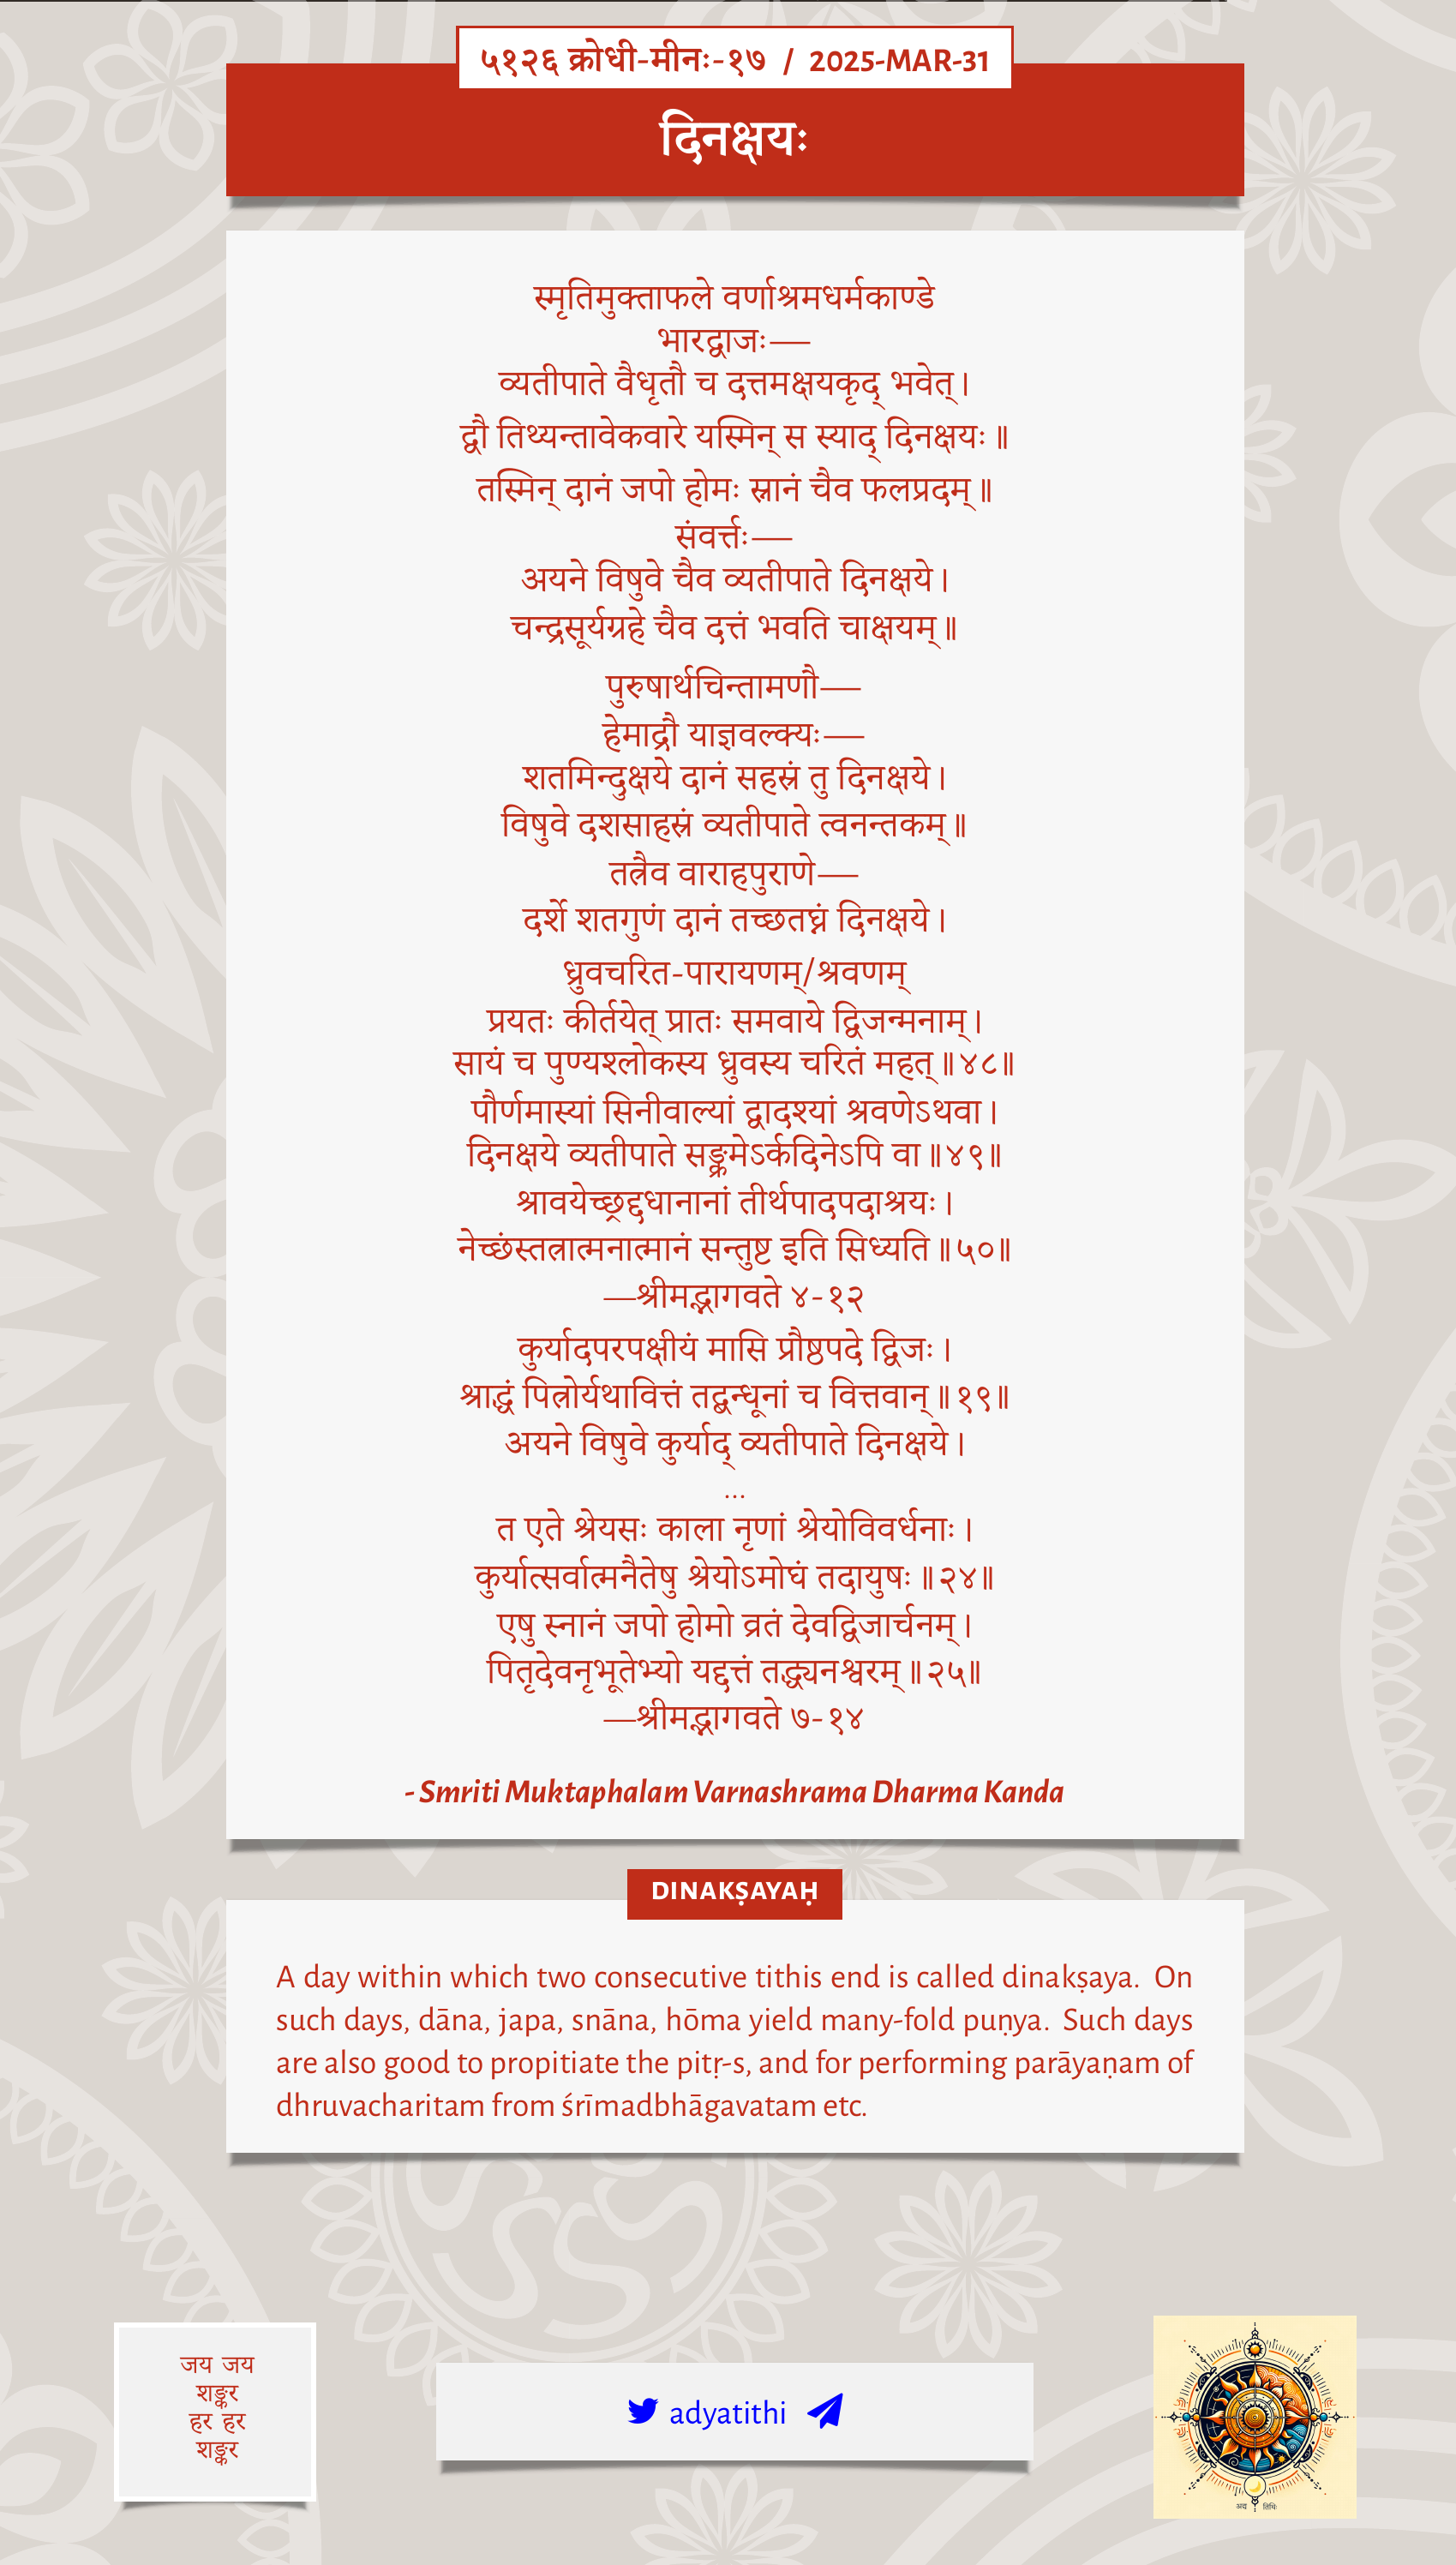 ५१२६ क्रोधी-मीनः-१७ / 2025-MAR-31
दिनक्षयः
स्मृतिमुक्ताफले वर्णाश्रमधर्मकाण्डे
भारद्वाजः—
व्यतीपाते वैधृतौ च दत्तमक्षयकृद् भवेत्।
द्वौ तिथ्यन्तावेकवारे यस्मिन् स स्याद् दिनक्षयः॥
तस्मिन् दानं जपो होमः स्नानं चैव फलप्रदम्॥
संवर्त्तः—
अयने विषुवे चैव व्यतीपाते दिनक्षये।
चन्द्रसूर्यग्रहे चैव दत्तं भवति चाक्षयम्॥
पुरुषार्थचिन्तामणौ—
हेमाद्रौ याज्ञवल्क्यः—
शतमिन्दुक्षये दानं सहस्रं तु दिनक्षये।
विषुवे दशसाहस्रं व्यतीपाते त्वनन्तकम्॥
तत्रैव वाराहपुराणे—
दर्शे शतगुणं दानं तच्छतघ्नं दिनक्षये।
ध्रुवचरित-पारायणम्/श्रवणम्
प्रयतः कीर्तयेत् प्रातः समवाये द्विजन्मनाम्।
सायं च पुण्यश्लोकस्य ध्रुवस्य चरितं महत्॥४८॥
पौर्णमास्यां सिनीवाल्यां द्वादश्यां श्रवणेऽथवा।
दिनक्षये व्यतीपाते सङ्क्रमेऽर्कदिनेऽपि वा॥४९॥
श्रावयेच्छ्रद्दधानानां तीर्थपादपदाश्रयः।
नेच्छंस्तत्रात्मनात्मानं सन्तुष्ट इति सिध्यति॥५०॥
—श्रीमद्भागवते ४-१२
कुर्यादपरपक्षीयं मासि प्रौष्ठपदे द्विजः।
श्राद्धं पित्रोर्यथावित्तं तद्बन्धूनां च वित्तवान्॥१९॥
अयने विषुवे कुर्याद् व्यतीपाते दिनक्षये।
...
त एते श्रेयसः काला नृणां श्रेयोविवर्धनाः।
कुर्यात्सर्वात्मनैतेषु श्रेयोऽमोघं तदायुषः॥२४॥
एषु स्नानं जपो होमो व्रतं देवद्विजार्चनम्।
पितृदेवनृभूतेभ्यो यद्दत्तं तद्ध्यनश्वरम्॥२५॥
—श्रीमद्भागवते ७-१४
- Smriti Muktaphalam Varnashrama Dharma Kanda
DINAKṢAYAḤ
A day within which two consecutive tithis end is called dinakṣaya. On
such days, dāna, japa, snāna, hōma yield many-fold puṇya. Such days
are also good to propitiate the pitṛ-s, and for performing parāyaṇam of
dhruvacharitam from śrīmadbhāgavatam etc.
जय जय
शङ्कर
हर हर
शङ्कर
adyatithi
अद्य तिथिः